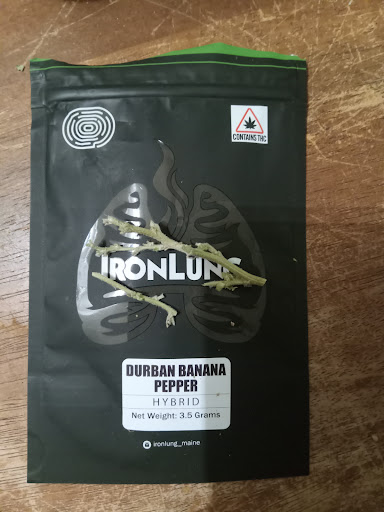 CONTAINS THC
IRONLUNG
DURBAN BANANA
PEPPER
HYBRID
Net Weight: 3.5 Grams
ironlung_maine